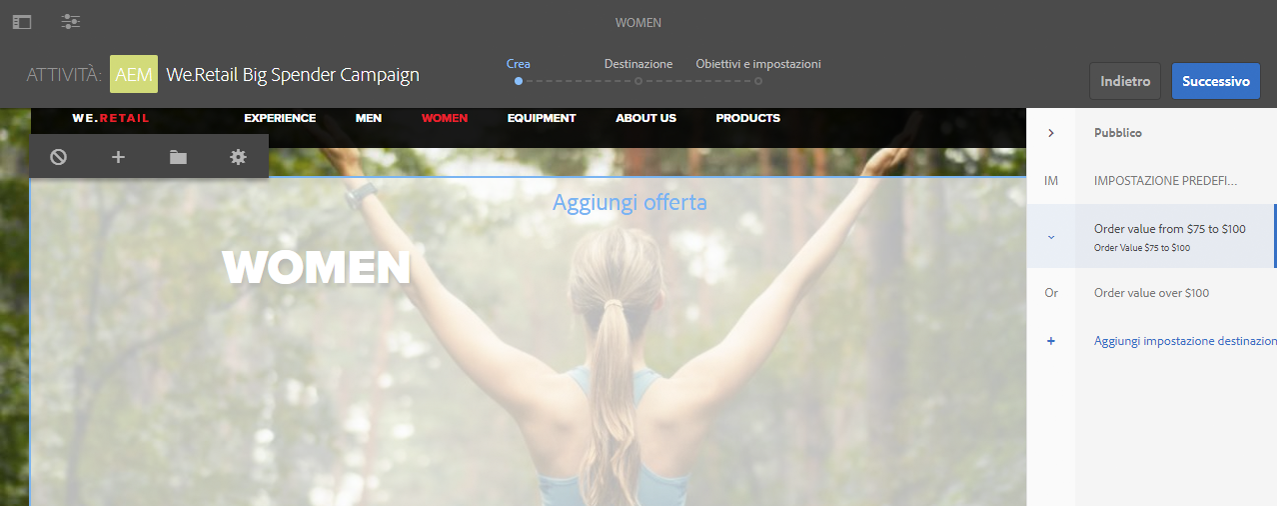 WOMEN
ATTIVITÀ: AEM We.Retail Big Spender Campaign
Crea Destinazione Obiettivi e impostazioni
Indietro Successivo
WE.RETAIL EXPERIENCE MEN WOMEN EQUIPMENT ABOUT US PRODUCTS
Aggiungi offerta
WOMEN
Pubblico
IM IMPOSTAZIONE PREDEFI...
Order value from $75 to $100
Order Value $75 to $100
Or Order value over $100
+ Aggiungi impostazione destinazion